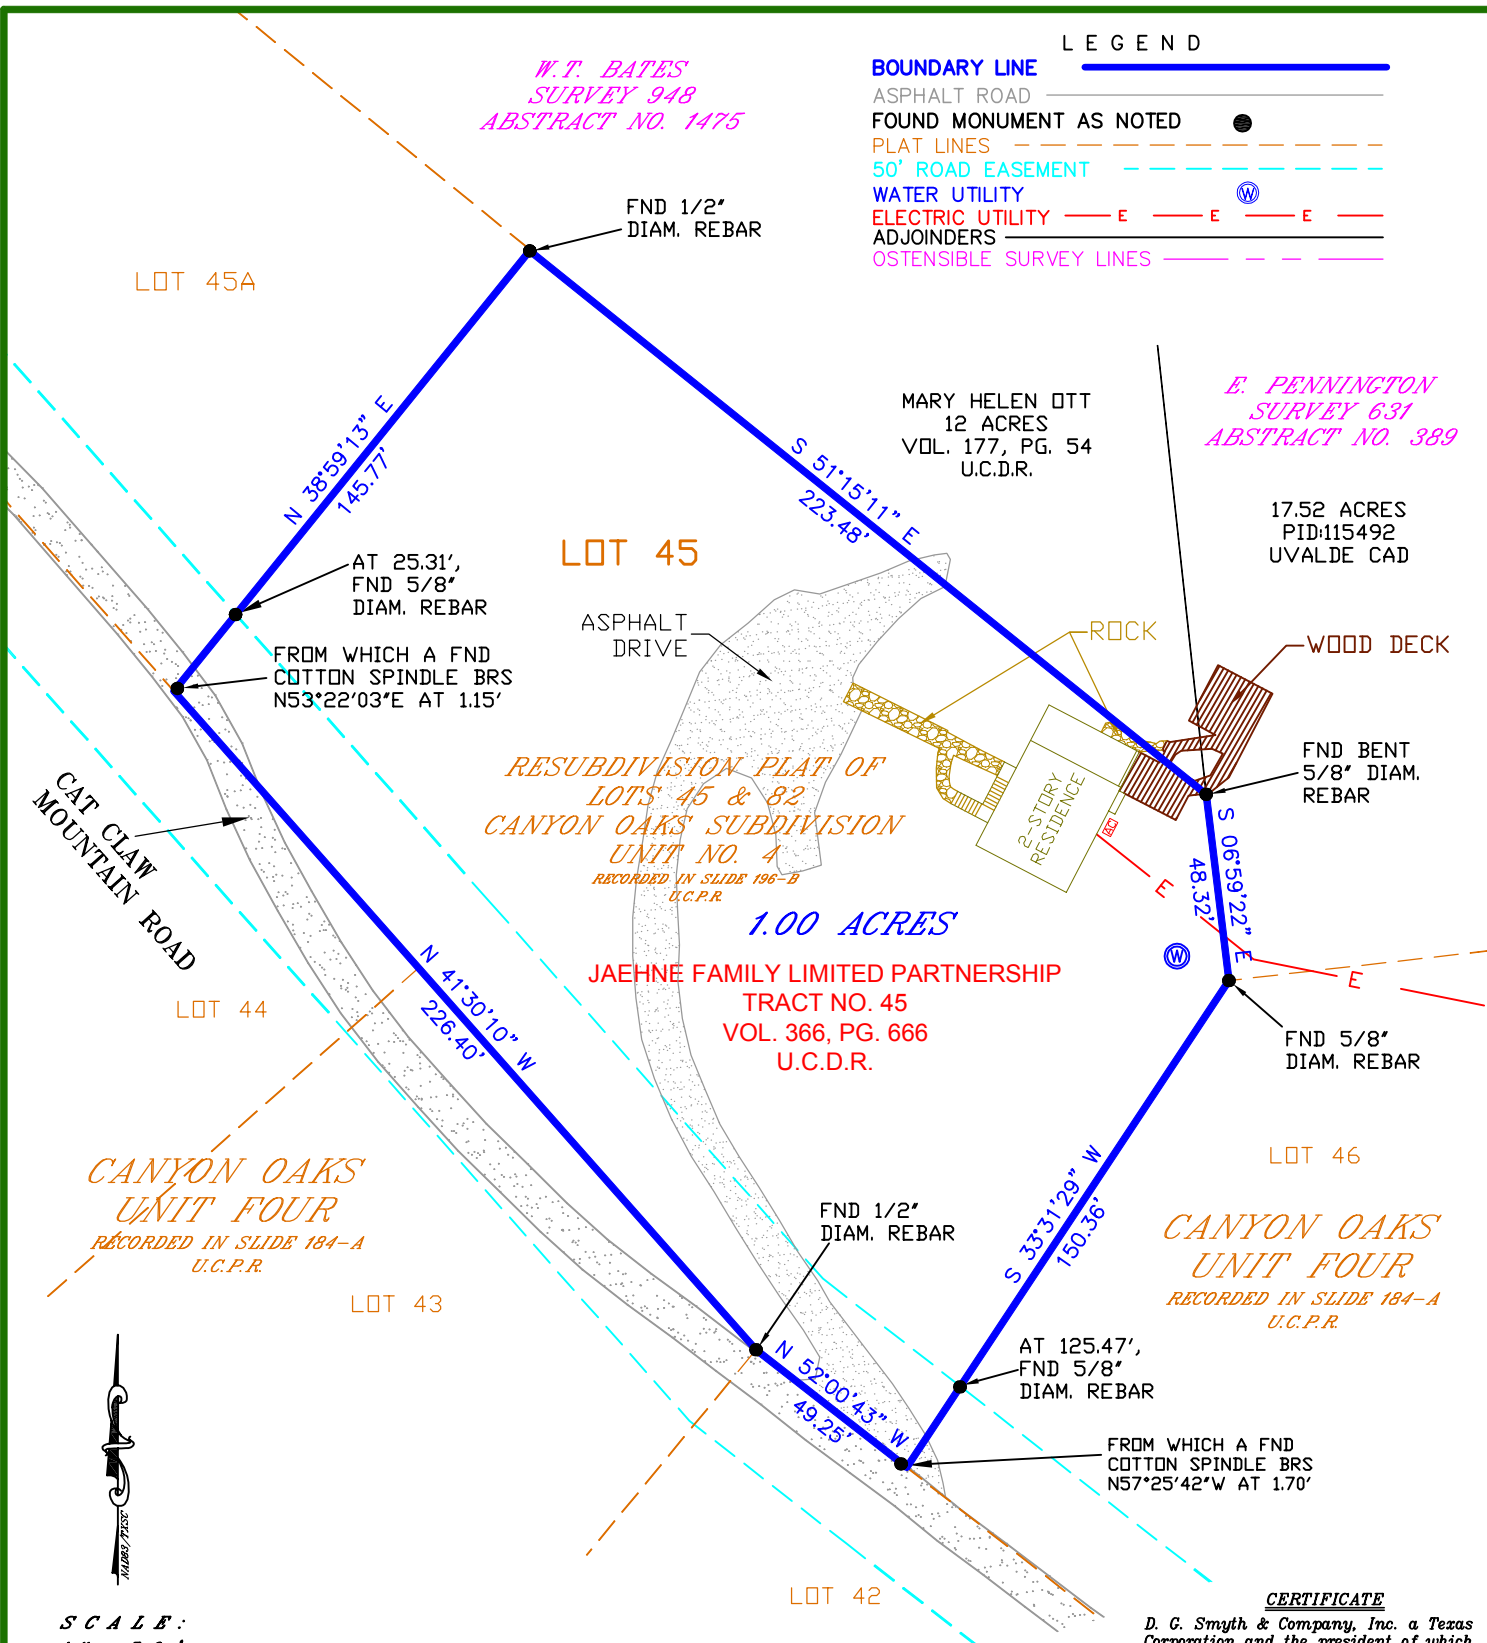 L E G E N D
BOUNDARY LINE
ASPHALT ROAD
FOUND MONUMENT AS NOTED
PLAT LINES
50' ROAD EASEMENT
WATER UTILITY W
ELECTRIC UTILITY E E E
ADJOINDERS
OSTENSIBLE SURVEY LINES
W.T. BATES
SURVEY 948
ABSTRACT NO. 1475
FND 1/2"
DIAM. REBAR
LOT 45A
N 38°59'13" E
145.77'
S 51°15'11" E
223.48'
MARY HELEN OTT
12 ACRES
VOL. 177, PG. 54
U.C.D.R.
E. PENNINGTON
SURVEY 631
ABSTRACT NO. 389
17.52 ACRES
PID:115492
UVALDE CAD
LOT 45
AT 25.31',
FND 5/8"
DIAM. REBAR
ASPHALT
DRIVE
ROCK
WOOD DECK
FROM WHICH A FND
COTTON SPINDLE BRS
N53°22'03"E AT 1.15'
FND BENT
5/8" DIAM.
REBAR
RESUBDIVISION PLAT OF
LOTS 45 & 82
CANYON OAKS SUBDIVISION
UNIT NO. 4
RECORDED IN SLIDE 196-B
U.C.P.R.
2-STORY
RESIDENCE
AC
CAT CLAW
MOUNTAIN ROAD
S 06°59'22" E
48.32'
E
W
E
1.00 ACRES
JAEHNE FAMILY LIMITED PARTNERSHIP
TRACT NO. 45
VOL. 366, PG. 666
U.C.D.R.
LOT 44
N 41°30'10" W
226.40'
FND 5/8"
DIAM. REBAR
LOT 46
CANYON OAKS
UNIT FOUR
RECORDED IN SLIDE 184-A
U.C.P.R.
LOT 43
FND 1/2"
DIAM. REBAR
S 33°31'29" W
150.36'
CANYON OAKS
UNIT FOUR
RECORDED IN SLIDE 184-A
U.C.P.R.
AT 125.47',
FND 5/8"
DIAM. REBAR
N 52°00'43" W
49.25'
FROM WHICH A FND
COTTON SPINDLE BRS
N57°25'42"W AT 1.70'
LOT 42
NAD83/TXSC
S C A L E :
CERTIFICATE
D. G. Smyth & Company, Inc. a Texas
Corporation and the president of which